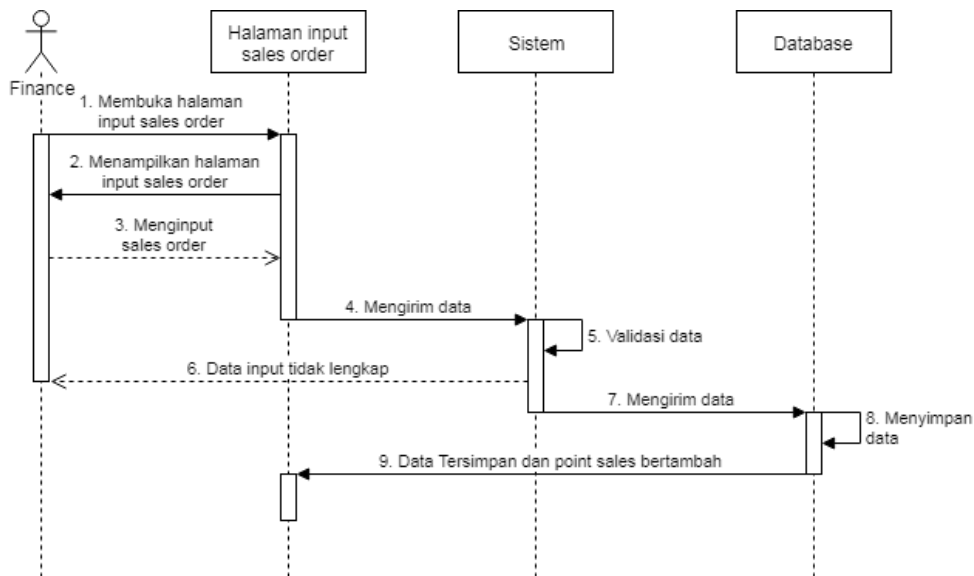 Halaman input
sales order
Sistem
Database
Finance
1. Membuka halaman
input sales order
2. Menampilkan halaman
input sales order
3. Menginput
sales order
4. Mengirim data
5. Validasi data
6. Data input tidak lengkap
7. Mengirim data
8. Menyimpan
data
9. Data Tersimpan dan point sales bertambah